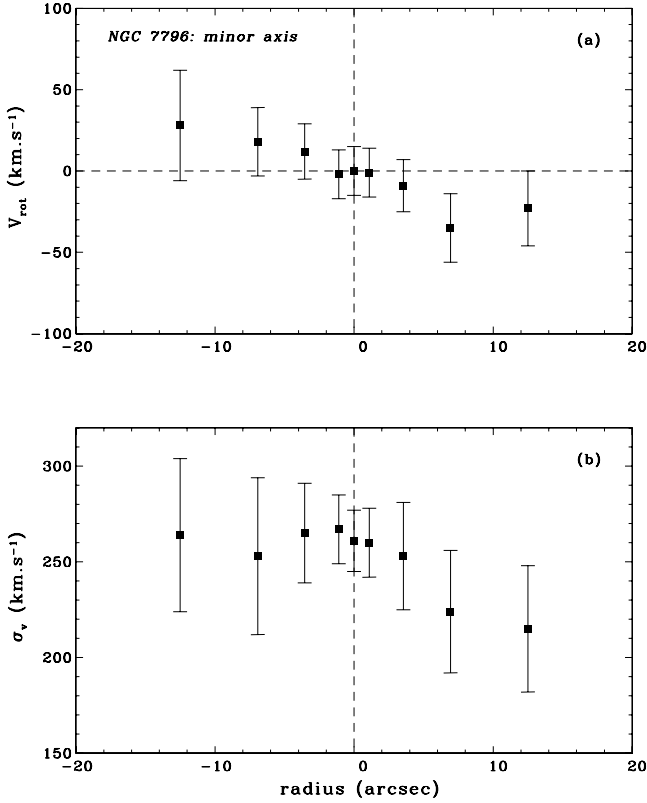 100
NGC 7796: minor axis
(a)
50
0
−50
−100
V_rot (km.s⁻¹)
−20 −10 0 10 20
300
(b)
250
200
150
σ_v (km.s⁻¹)
−20 −10 0 10 20
radius (arcsec)